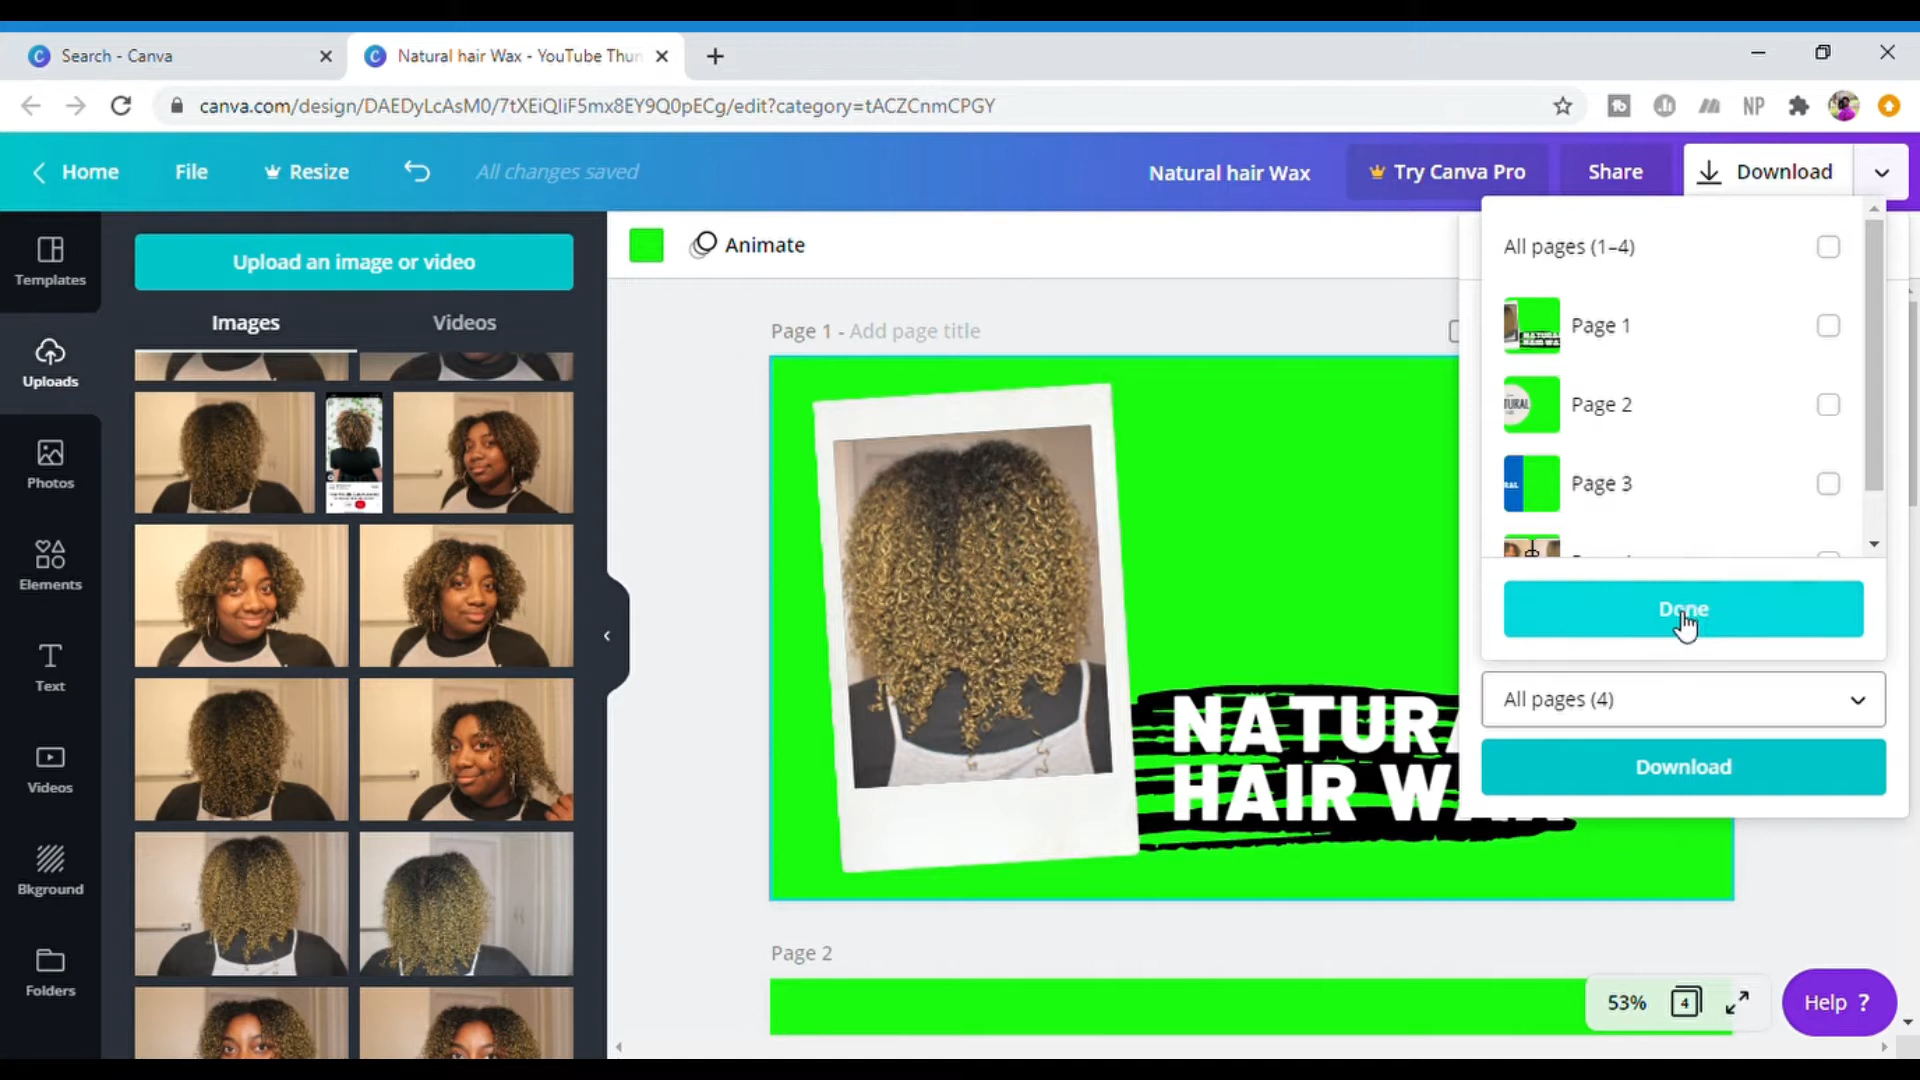 Search - Canva
Natural hair Wax - YouTube Thun
canva.com/design/DAEDyLcAsM0/7tXEiQIiF5mx8EY9Q0pECg/edit?category=tACZCnmCPGY
NP
Home
File
Resize
All changes saved
Natural hair Wax
Try Canva Pro
Share
Download
Templates
Uploads
Photos
Elements
Text
Videos
Bkground
Folders
Upload an image or video
Images
Videos
Animate
Page 1 - Add page title
NATURA
HAIR W
Page 2
All pages (1–4)
Page 1
Page 2
Page 3
Done
All pages (4)
Download
53%
4
Help ?